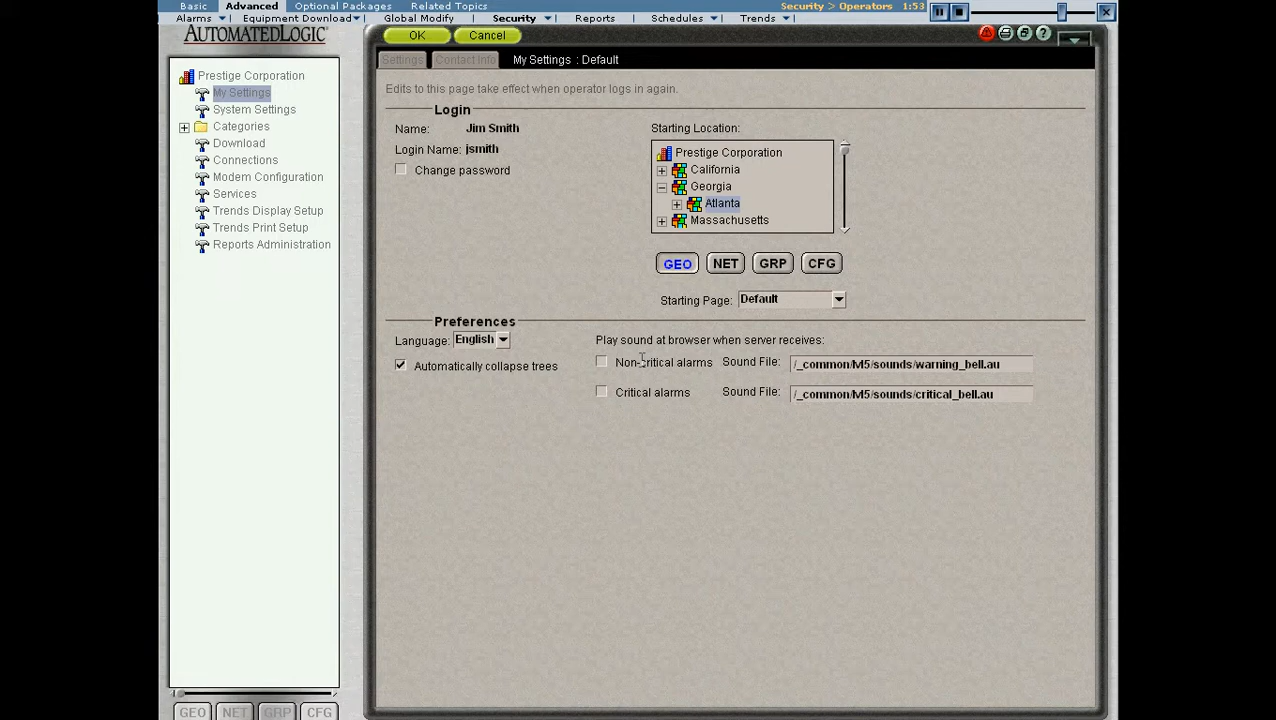 Basic Advanced Optional Packages Related Topics Security > Operators 1:53
Alarms Equipment Download Global Modify Security Reports Schedules Trends
AUTOMATEDLOGIC
OK Cancel
Settings Contact Info My Settings : Default
Prestige Corporation
My Settings
System Settings
Categories
Download
Connections
Modem Configuration
Services
Trends Display Setup
Trends Print Setup
Reports Administration
GEO NET GRP CFG
Edits to this page take effect when operator logs in again.
Login
Name: Jim Smith
Login Name: jsmith
Change password
Starting Location:
Prestige Corporation
California
Georgia
Atlanta
Massachusetts
GEO NET GRP CFG
Starting Page: Default
Preferences
Language: English
Automatically collapse trees
Play sound at browser when server receives:
Non-critical alarms Sound File: /_common/M5/sounds/warning_bell.au
Critical alarms Sound File: /_common/M5/sounds/critical_bell.au